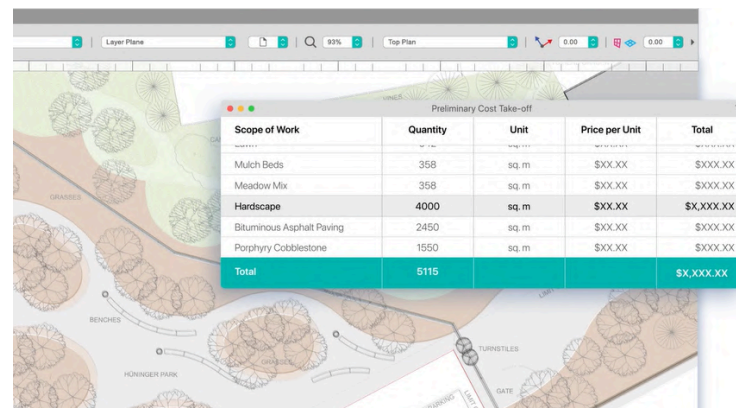 Layer Plane 93% Top Plan 0.00 0.00
Preliminary Cost Take-off
Scope of Work Quantity Unit Price per Unit Total
Mulch Beds 358 sq. m $XX.XX $XXX.XX
Meadow Mix 358 sq. m $XX.XX $XXX.XX
Hardscape 4000 sq. m $XX.XX $X,XXX.XX
Bituminous Asphalt Paving 2450 sq. m $XX.XX $XXX.XX
Porphyry Cobblestone 1550 sq. m $XX.XX $XXX.XX
Total 5115 $X,XXX.XX
GRASSES
BENCHES
HÜNINGER PARK
GRASSES
TURNSTILES
GATE
PARKING
LIMIT